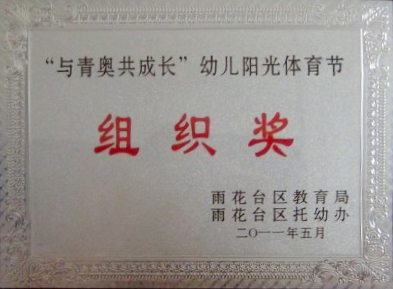 “与青奥共成长”幼儿阳光体育节
组织奖
雨花台区教育局
雨花台区托幼办
二〇一一年五月